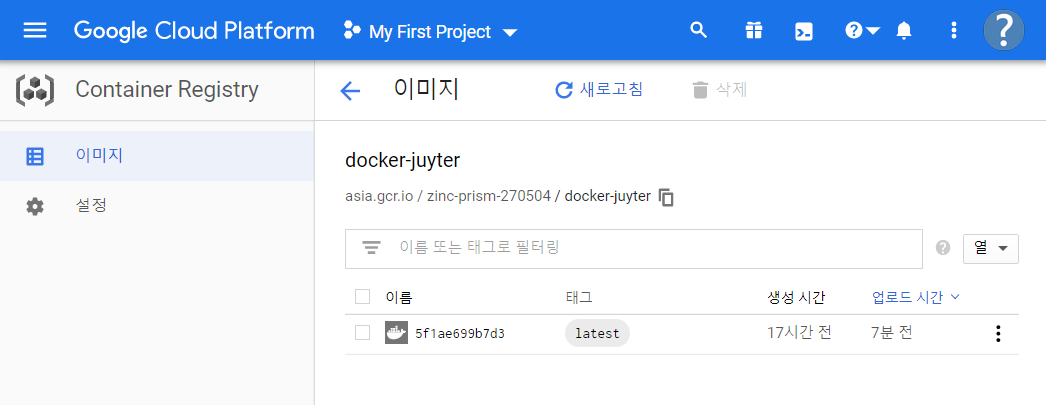 Google Cloud Platform My First Project ?
Container Registry
이미지
설정
이미지 새로고침 삭제
docker-juyter
asia.gcr.io / zinc-prism-270504 / docker-juyter
이름 또는 태그로 필터링 열
이름 태그 생성 시간 업로드 시간
5f1ae699b7d3 latest 17시간 전 7분 전